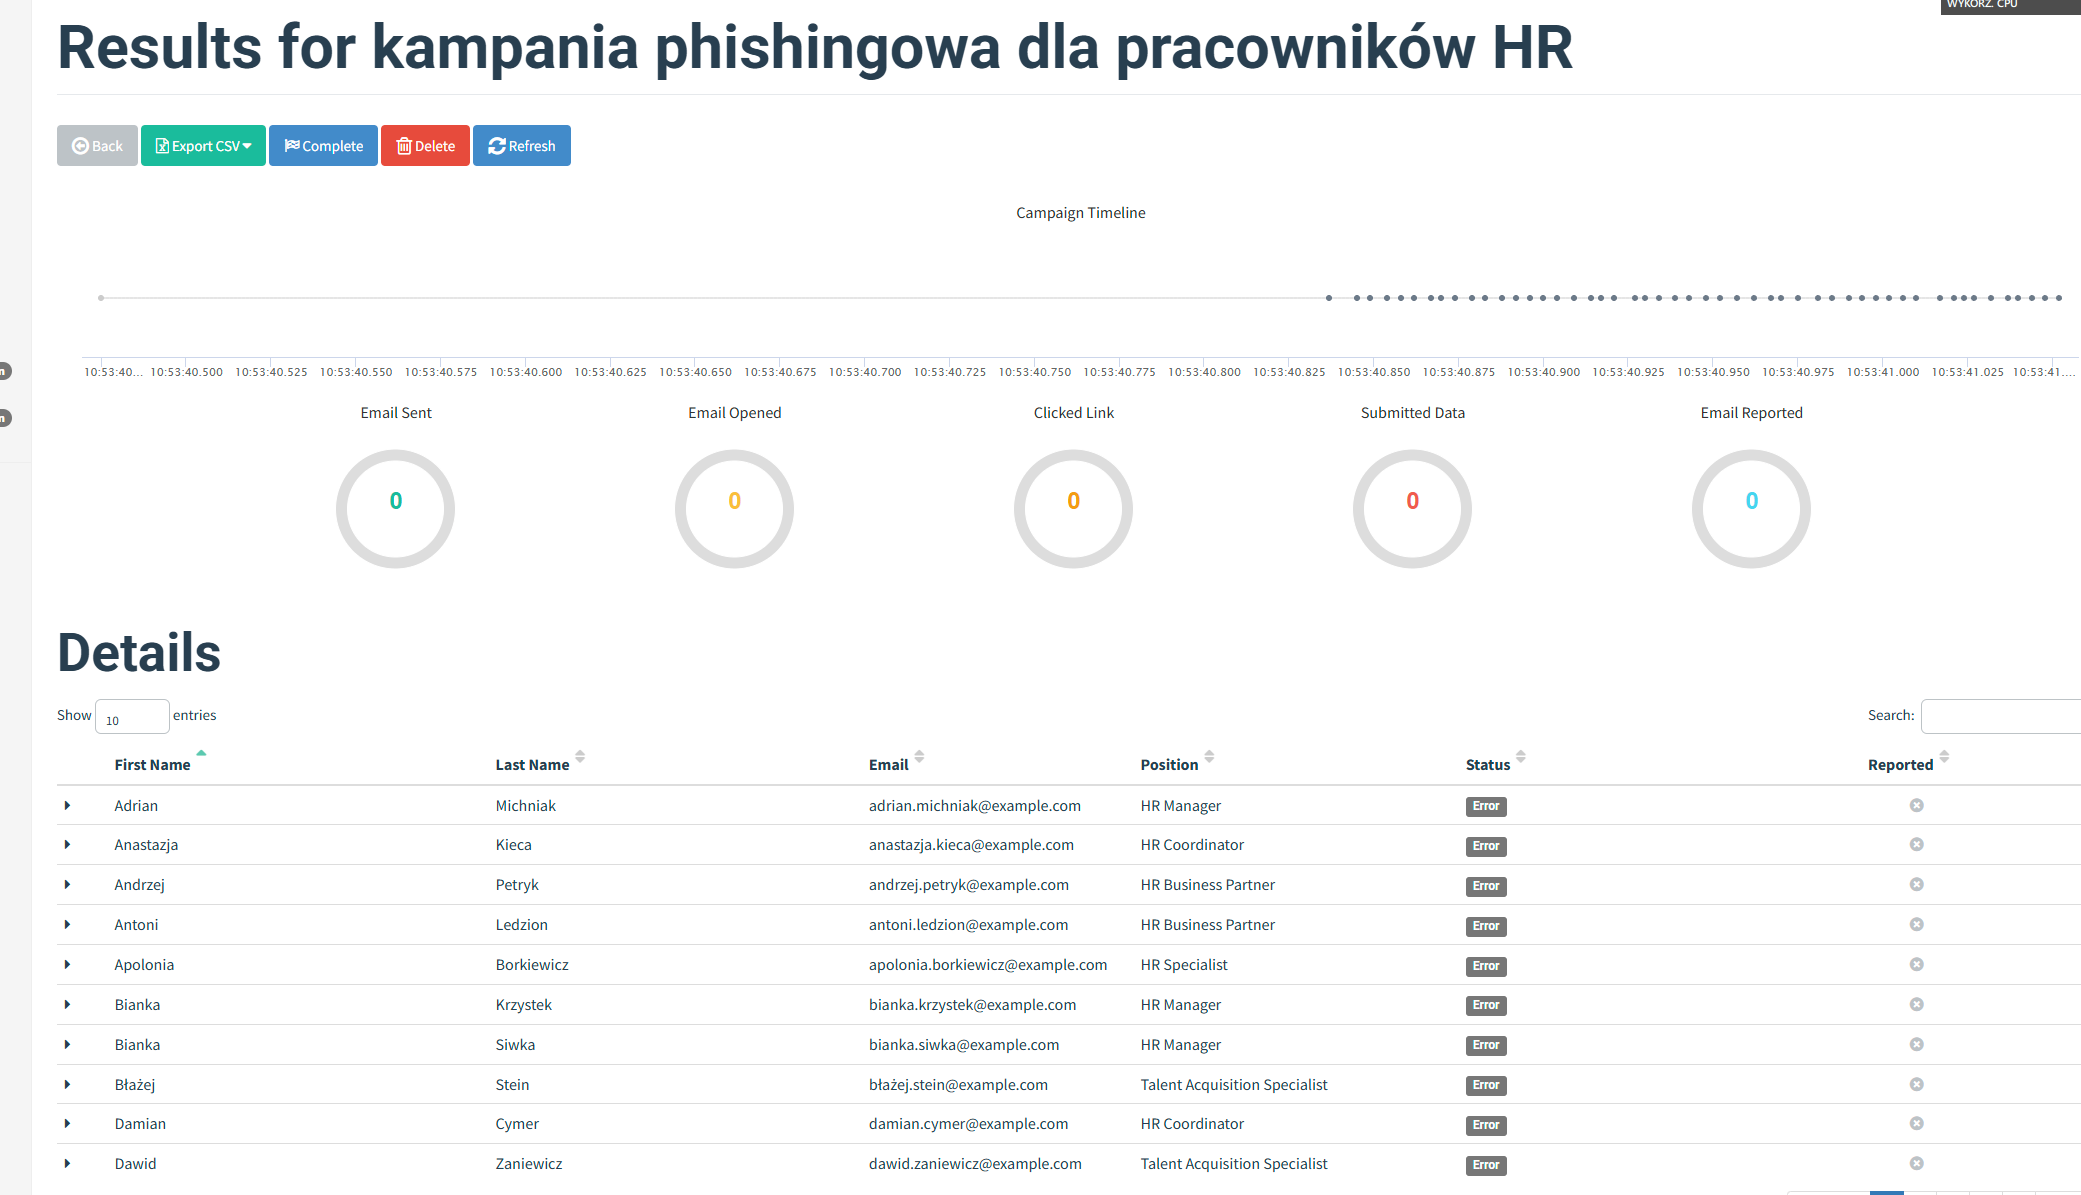 WYKORZ. CPU
Results for kampania phishingowa dla pracowników HR
Back Export CSV Complete Delete Refresh
Campaign Timeline
10:53:40... 10:53:40.500 10:53:40.525 10:53:40.550 10:53:40.575 10:53:40.600 10:53:40.625 10:53:40.650 10:53:40.675 10:53:40.700 10:53:40.725 10:53:40.750 10:53:40.775 10:53:40.800 10:53:40.825 10:53:40.850 10:53:40.875 10:53:40.900 10:53:40.925 10:53:40.950 10:53:40.975 10:53:41.000 10:53:41.025 10:53:41....
Email Sent Email Opened Clicked Link Submitted Data Email Reported
0 0 0 0 0
Details
Show 10 entries Search:
First Name Last Name Email Position Status Reported
Adrian Michniak adrian.michniak@example.com HR Manager Error
Anastazja Kieca anastazja.kieca@example.com HR Coordinator Error
Andrzej Petryk andrzej.petryk@example.com HR Business Partner Error
Antoni Ledzion antoni.ledzion@example.com HR Business Partner Error
Apolonia Borkiewicz apolonia.borkiewicz@example.com HR Specialist Error
Bianka Krzystek bianka.krzystek@example.com HR Manager Error
Bianka Siwka bianka.siwka@example.com HR Manager Error
Błażej Stein błażej.stein@example.com Talent Acquisition Specialist Error
Damian Cymer damian.cymer@example.com HR Coordinator Error
Dawid Zaniewicz dawid.zaniewicz@example.com Talent Acquisition Specialist Error